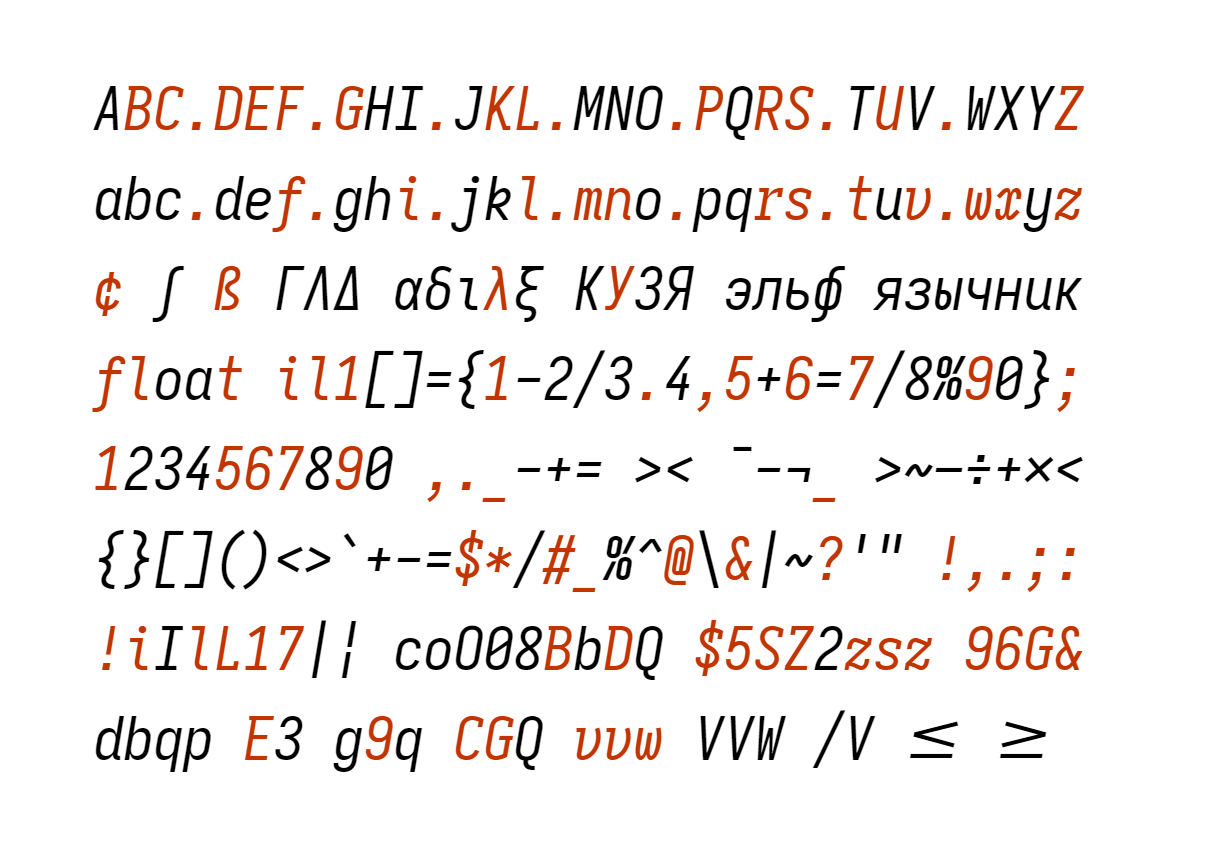 ABC.DEF.GHI.JKL.MNO.PQRS.TUV.WXYZ
abc.def.ghi.jkl.mno.pqrs.tuv.wxyz
¢ ∫ ß ΓΛΔ αδιλξ КУЗЯ эльф язычник
float il1[]={1-2/3.4,5+6=7/8%90};
1234567890 ,._-+= >< ¯-¬_ >~–÷+×<
{}[]()<>`+-=$*/#_%^@\&|~?'" !,.;:
!iIlL17|¦ coO08BbDQ $5SZ2zsz 96G&
dbqp E3 g9q CGQ υvw VVW /V ≤ ≥